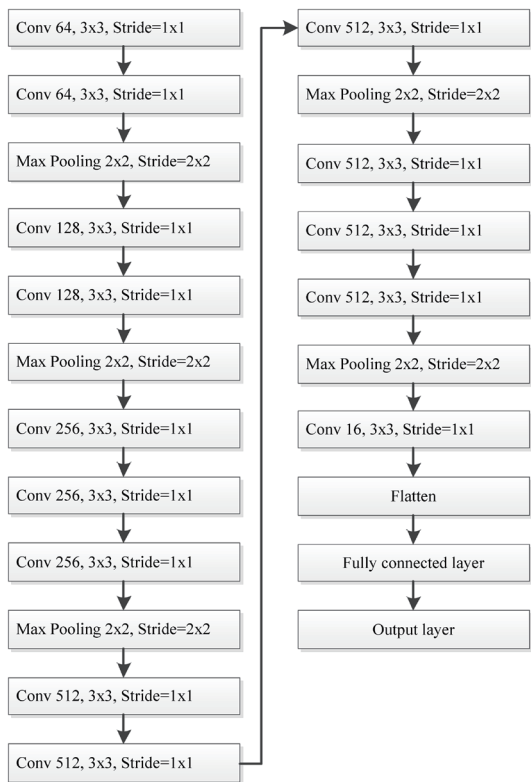 Conv 64, 3x3, Stride=1x1
Conv 64, 3x3, Stride=1x1
Max Pooling 2x2, Stride=2x2
Conv 128, 3x3, Stride=1x1
Conv 128, 3x3, Stride=1x1
Max Pooling 2x2, Stride=2x2
Conv 256, 3x3, Stride=1x1
Conv 256, 3x3, Stride=1x1
Conv 256, 3x3, Stride=1x1
Max Pooling 2x2, Stride=2x2
Conv 512, 3x3, Stride=1x1
Conv 512, 3x3, Stride=1x1
Conv 512, 3x3, Stride=1x1
Max Pooling 2x2, Stride=2x2
Conv 512, 3x3, Stride=1x1
Conv 512, 3x3, Stride=1x1
Conv 512, 3x3, Stride=1x1
Max Pooling 2x2, Stride=2x2
Conv 16, 3x3, Stride=1x1
Flatten
Fully connected layer
Output layer